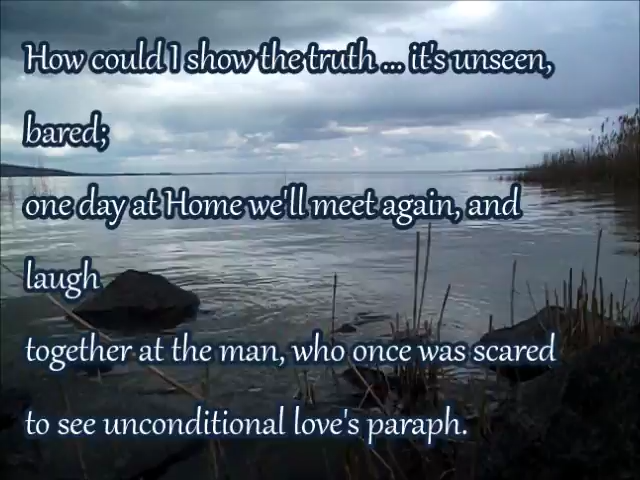 How could I show the truth ... it's unseen,
bared;
one day at Home we'll meet again, and
laugh
together at the man, who once was scared
to see unconditional love's paraph.